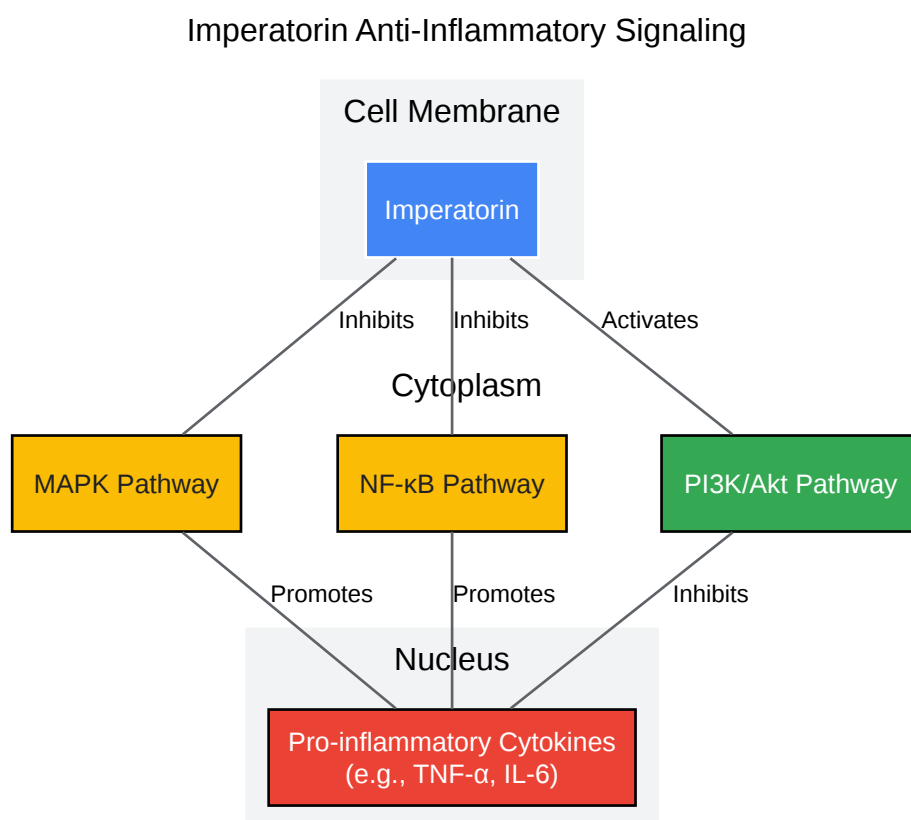 Imperatorin Anti-Inflammatory Signaling
Cell Membrane
Imperatorin
Inhibits
Inhibits
Activates
Cytoplasm
MAPK Pathway
NF-κB Pathway
PI3K/Akt Pathway
Promotes
Promotes
Inhibits
Nucleus
Pro-inflammatory Cytokines
(e.g., TNF-α, IL-6)